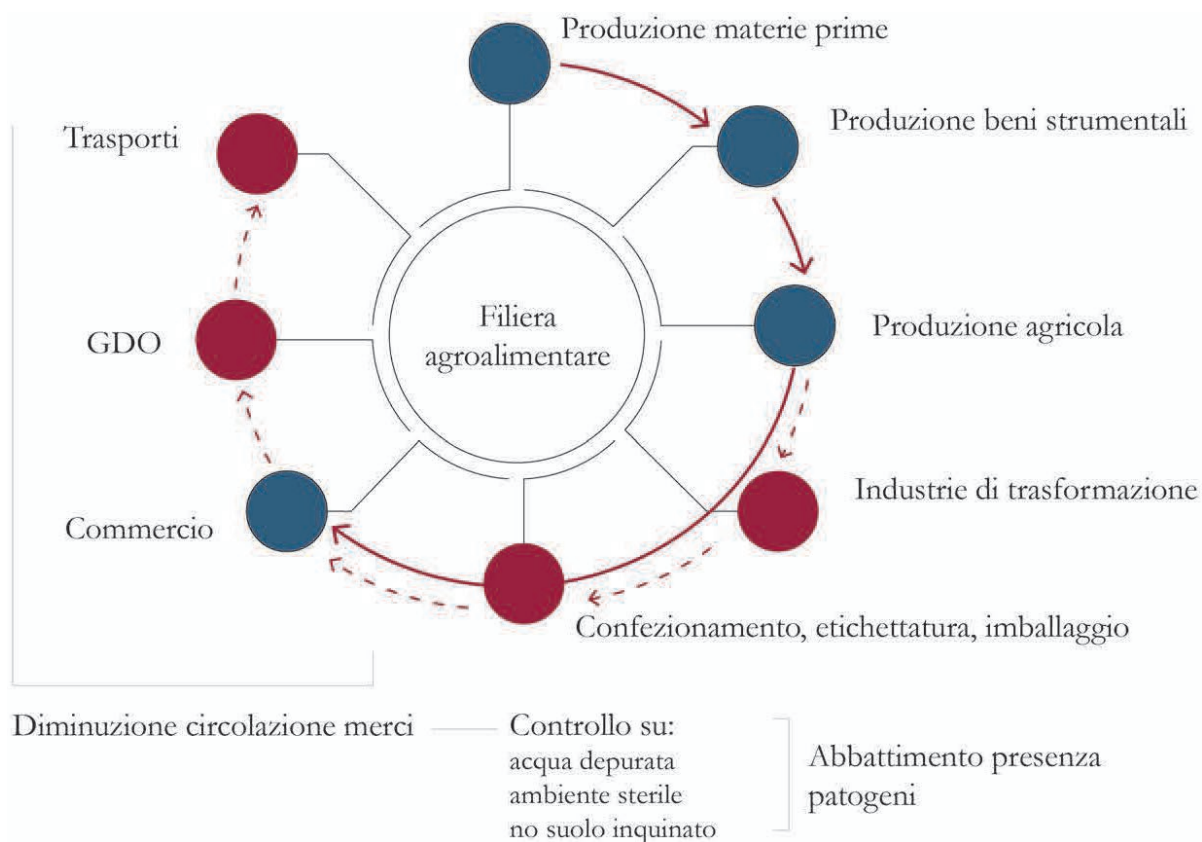 Produzione materie prime
Produzione beni strumentali
Trasporti
Filiera
agroalimentare
GDO
Produzione agricola
Industrie di trasformazione
Commercio
Confezionamento, etichettatura, imballaggio
Diminuzione circolazione merci
Controllo su:
acqua depurata
ambiente sterile
no suolo inquinato
Abbattimento presenza
patogeni